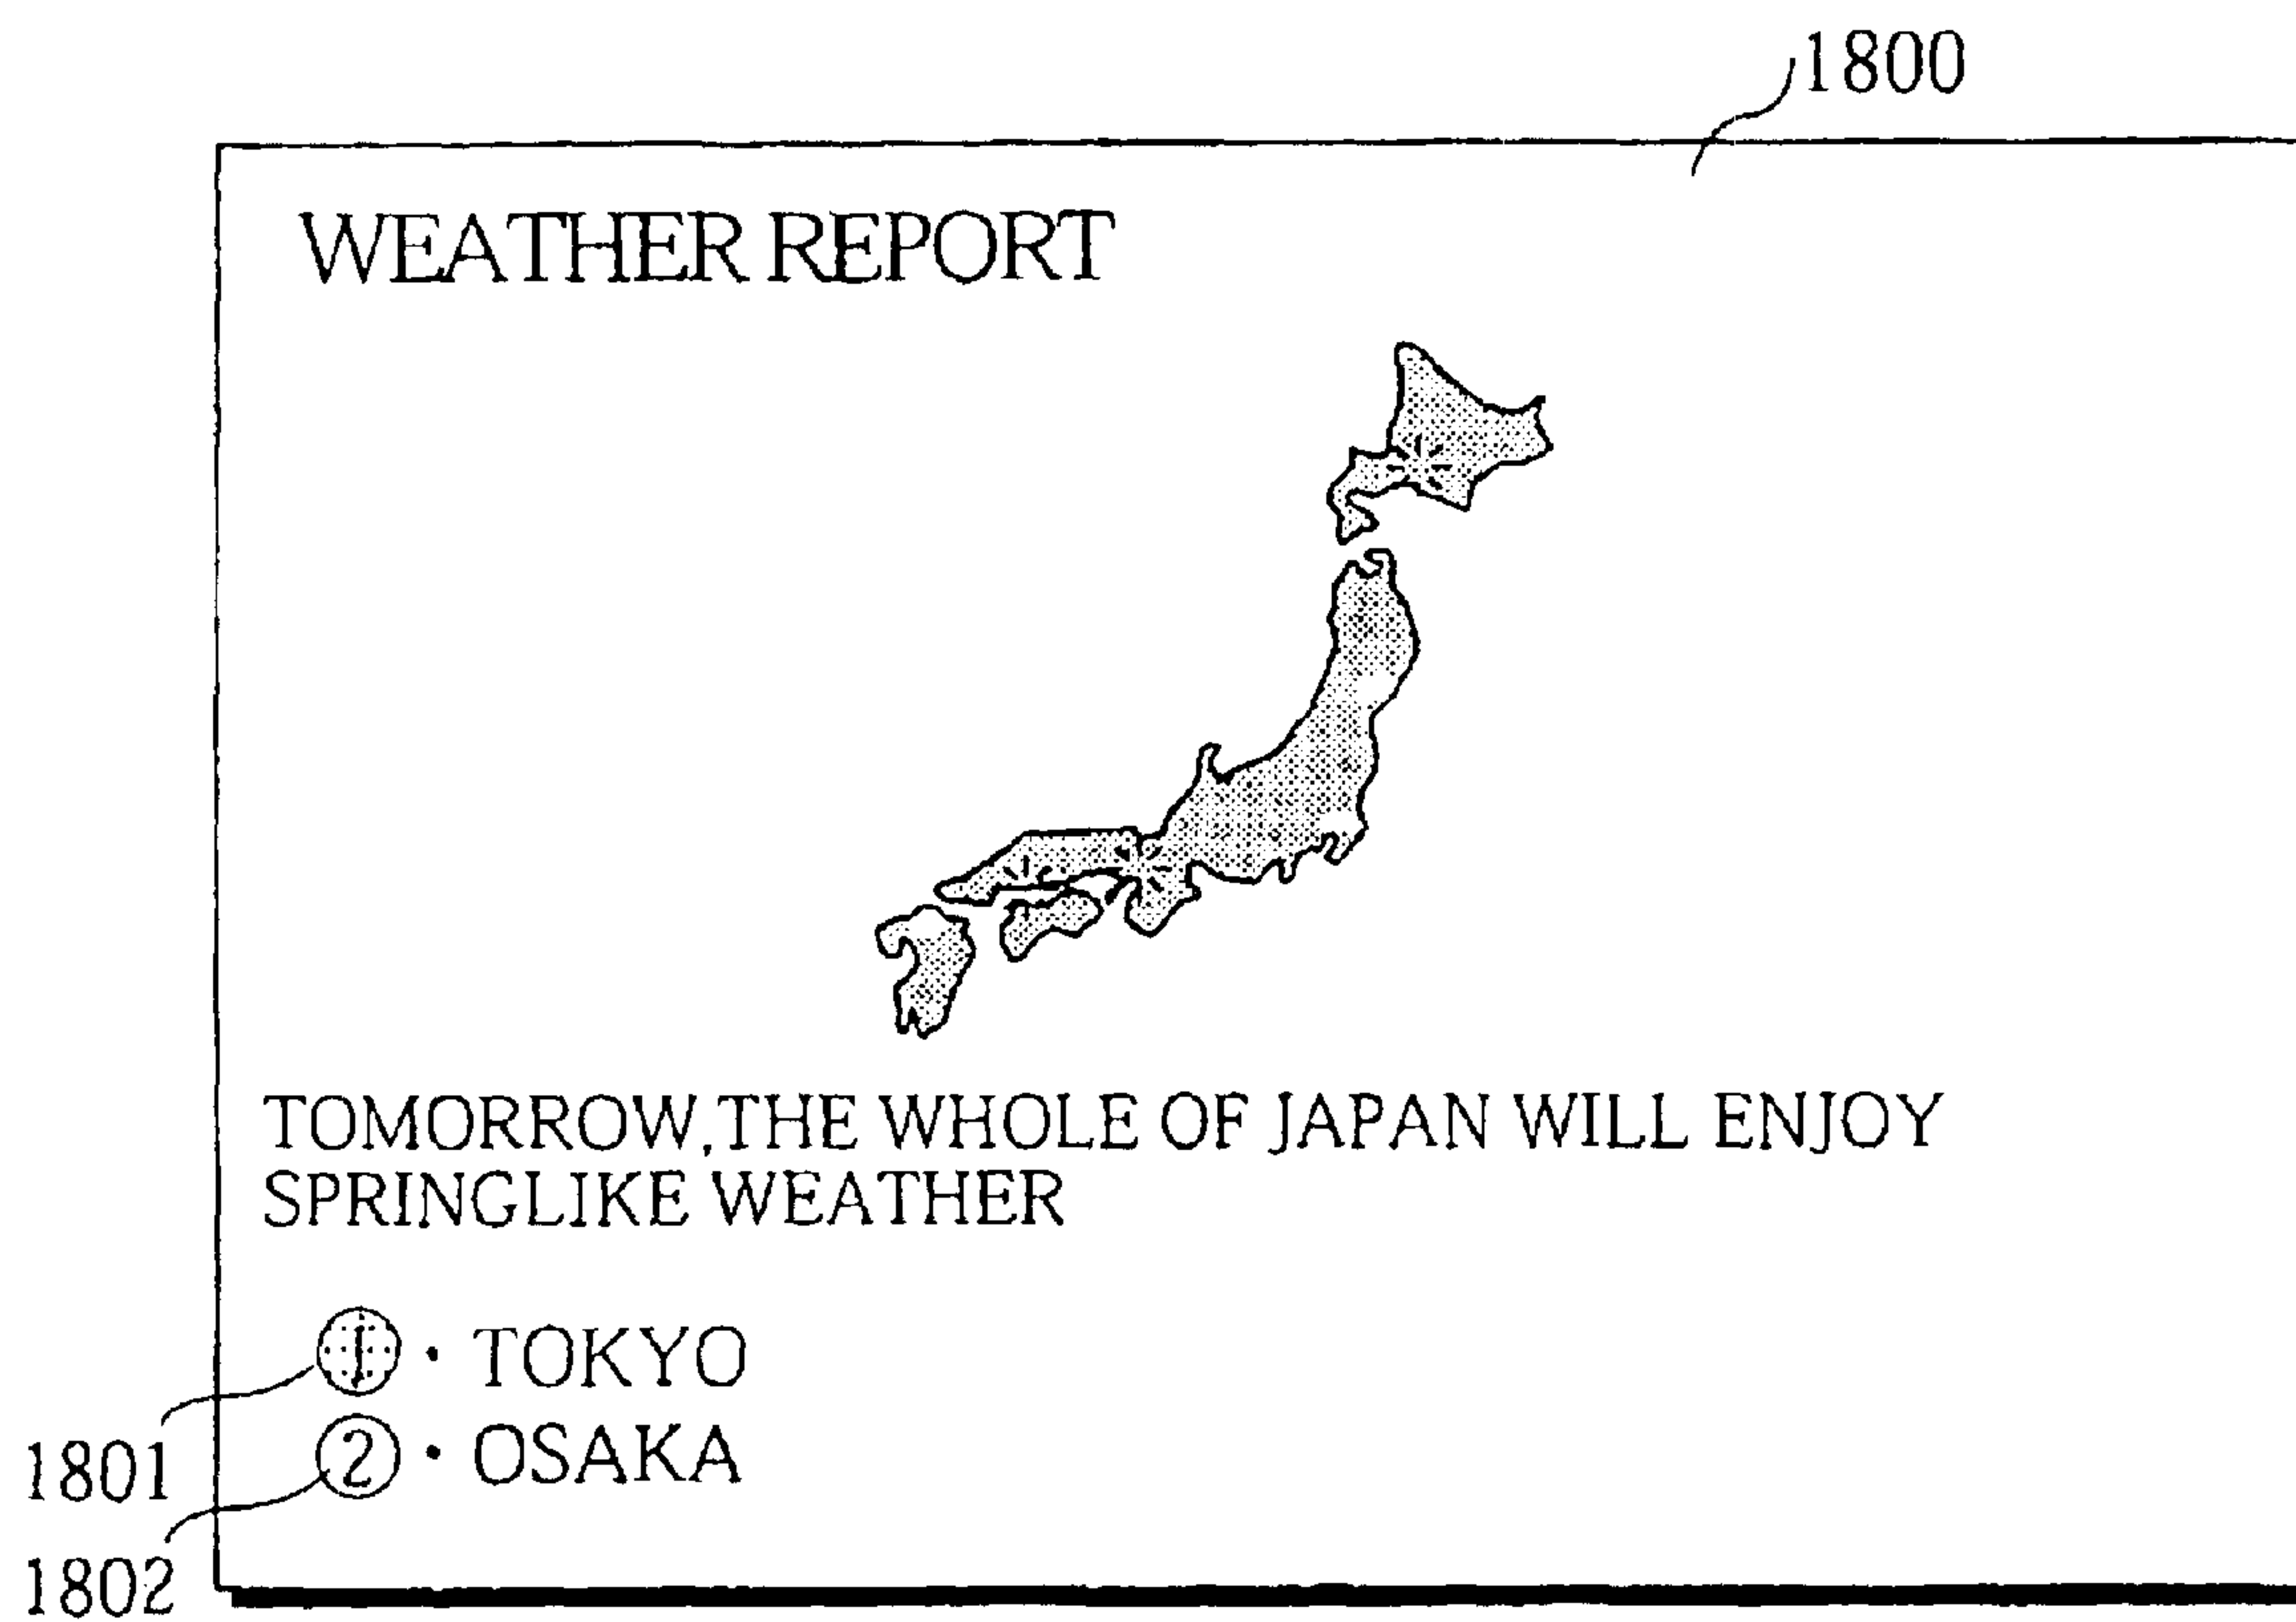 1800
WEATHER REPORT
TOMORROW, THE WHOLE OF JAPAN WILL ENJOY
SPRINGLIKE WEATHER
① · TOKYO
1801
② · OSAKA
1802